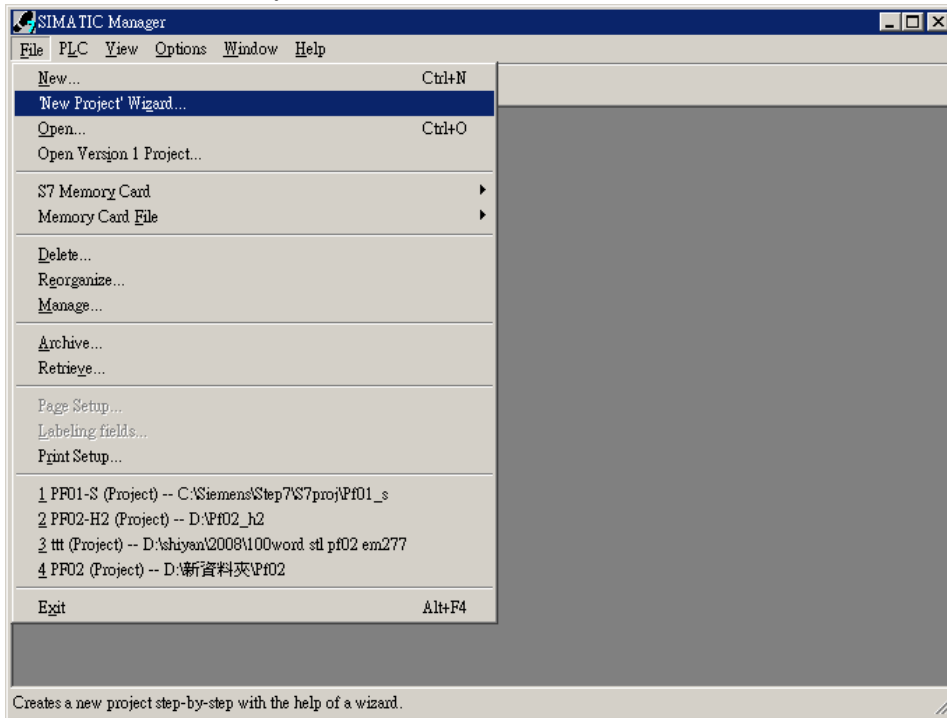 SIMATIC Manager
File PLC View Options Window Help
New... Ctrl+N
'New Project' Wizard...
Open... Ctrl+O
Open Version 1 Project...
S7 Memory Card
Memory Card File
Delete...
Reorganize...
Manage...
Archive...
Retrieve...
Page Setup...
Labeling fields...
Print Setup...
1 PF01-S (Project) -- C:\Siemens\Step7\S7proj\Pf01_s
2 PF02-H2 (Project) -- D:\Pf02_h2
3 ttt (Project) -- D:\shiyan\2008\100word stl pf02 em277
4 PF02 (Project) -- D:\新資料夾\Pf02
Exit Alt+F4
Creates a new project step-by-step with the help of a wizard.